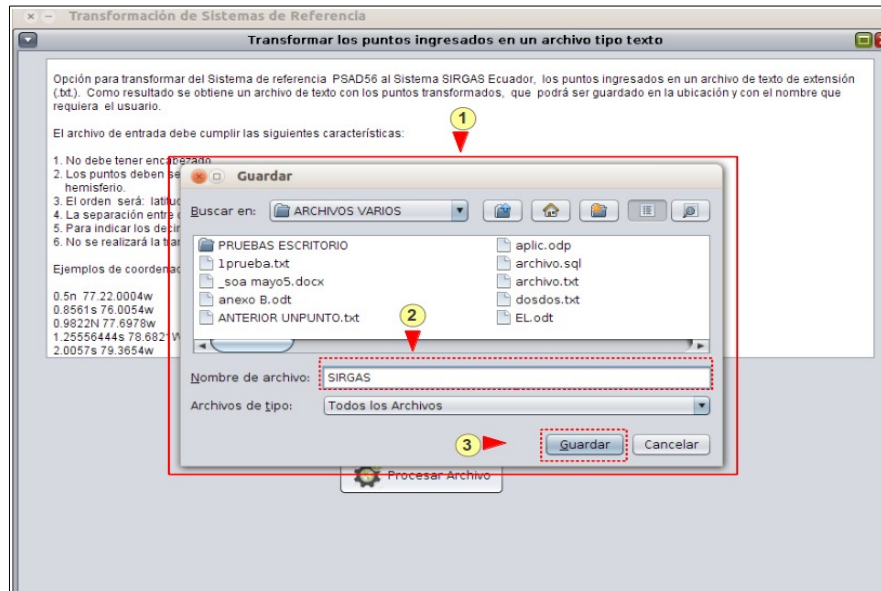 Transformación de Sistemas de Referencia
Transformar los puntos ingresados en un archivo tipo texto
Opción para transformar del Sistema de referencia PSAD56 al Sistema SIRGAS Ecuador, los puntos ingresados en un archivo de texto de extensión
(.txt.). Como resultado se obtiene un archivo de texto con los puntos transformados, que podrá ser guardado en la ubicación y con el nombre que
requiera el usuario.
1
El archivo de entrada debe cumplir las siguientes características:
1. No debe tener encabezado
2. Los puntos deben se
hemisferio.
3. El orden será: latitud
4. La separación entre
5. Para indicar los decim
6. No se realizará la tran
Ejemplos de coordenad
0.5n 77.22.0004w
0.8561s 76.0054w
0.9822N 77.6978w
1.25556444s 78.6821W
2.0057s 79.3654w
Guardar
Buscar en: ARCHIVOS VARIOS
PRUEBAS ESCRITORIO
1prueba.txt
_soa mayo5.docx
anexo B.odt
ANTERIOR UNPUNTO.txt
aplic.odp
archivo.sql
archivo.txt
dosdos.txt
EL.odt
2
Nombre de archivo: SIRGAS
Archivos de tipo: Todos los Archivos
3
Guardar Cancelar
Procesar Archivo